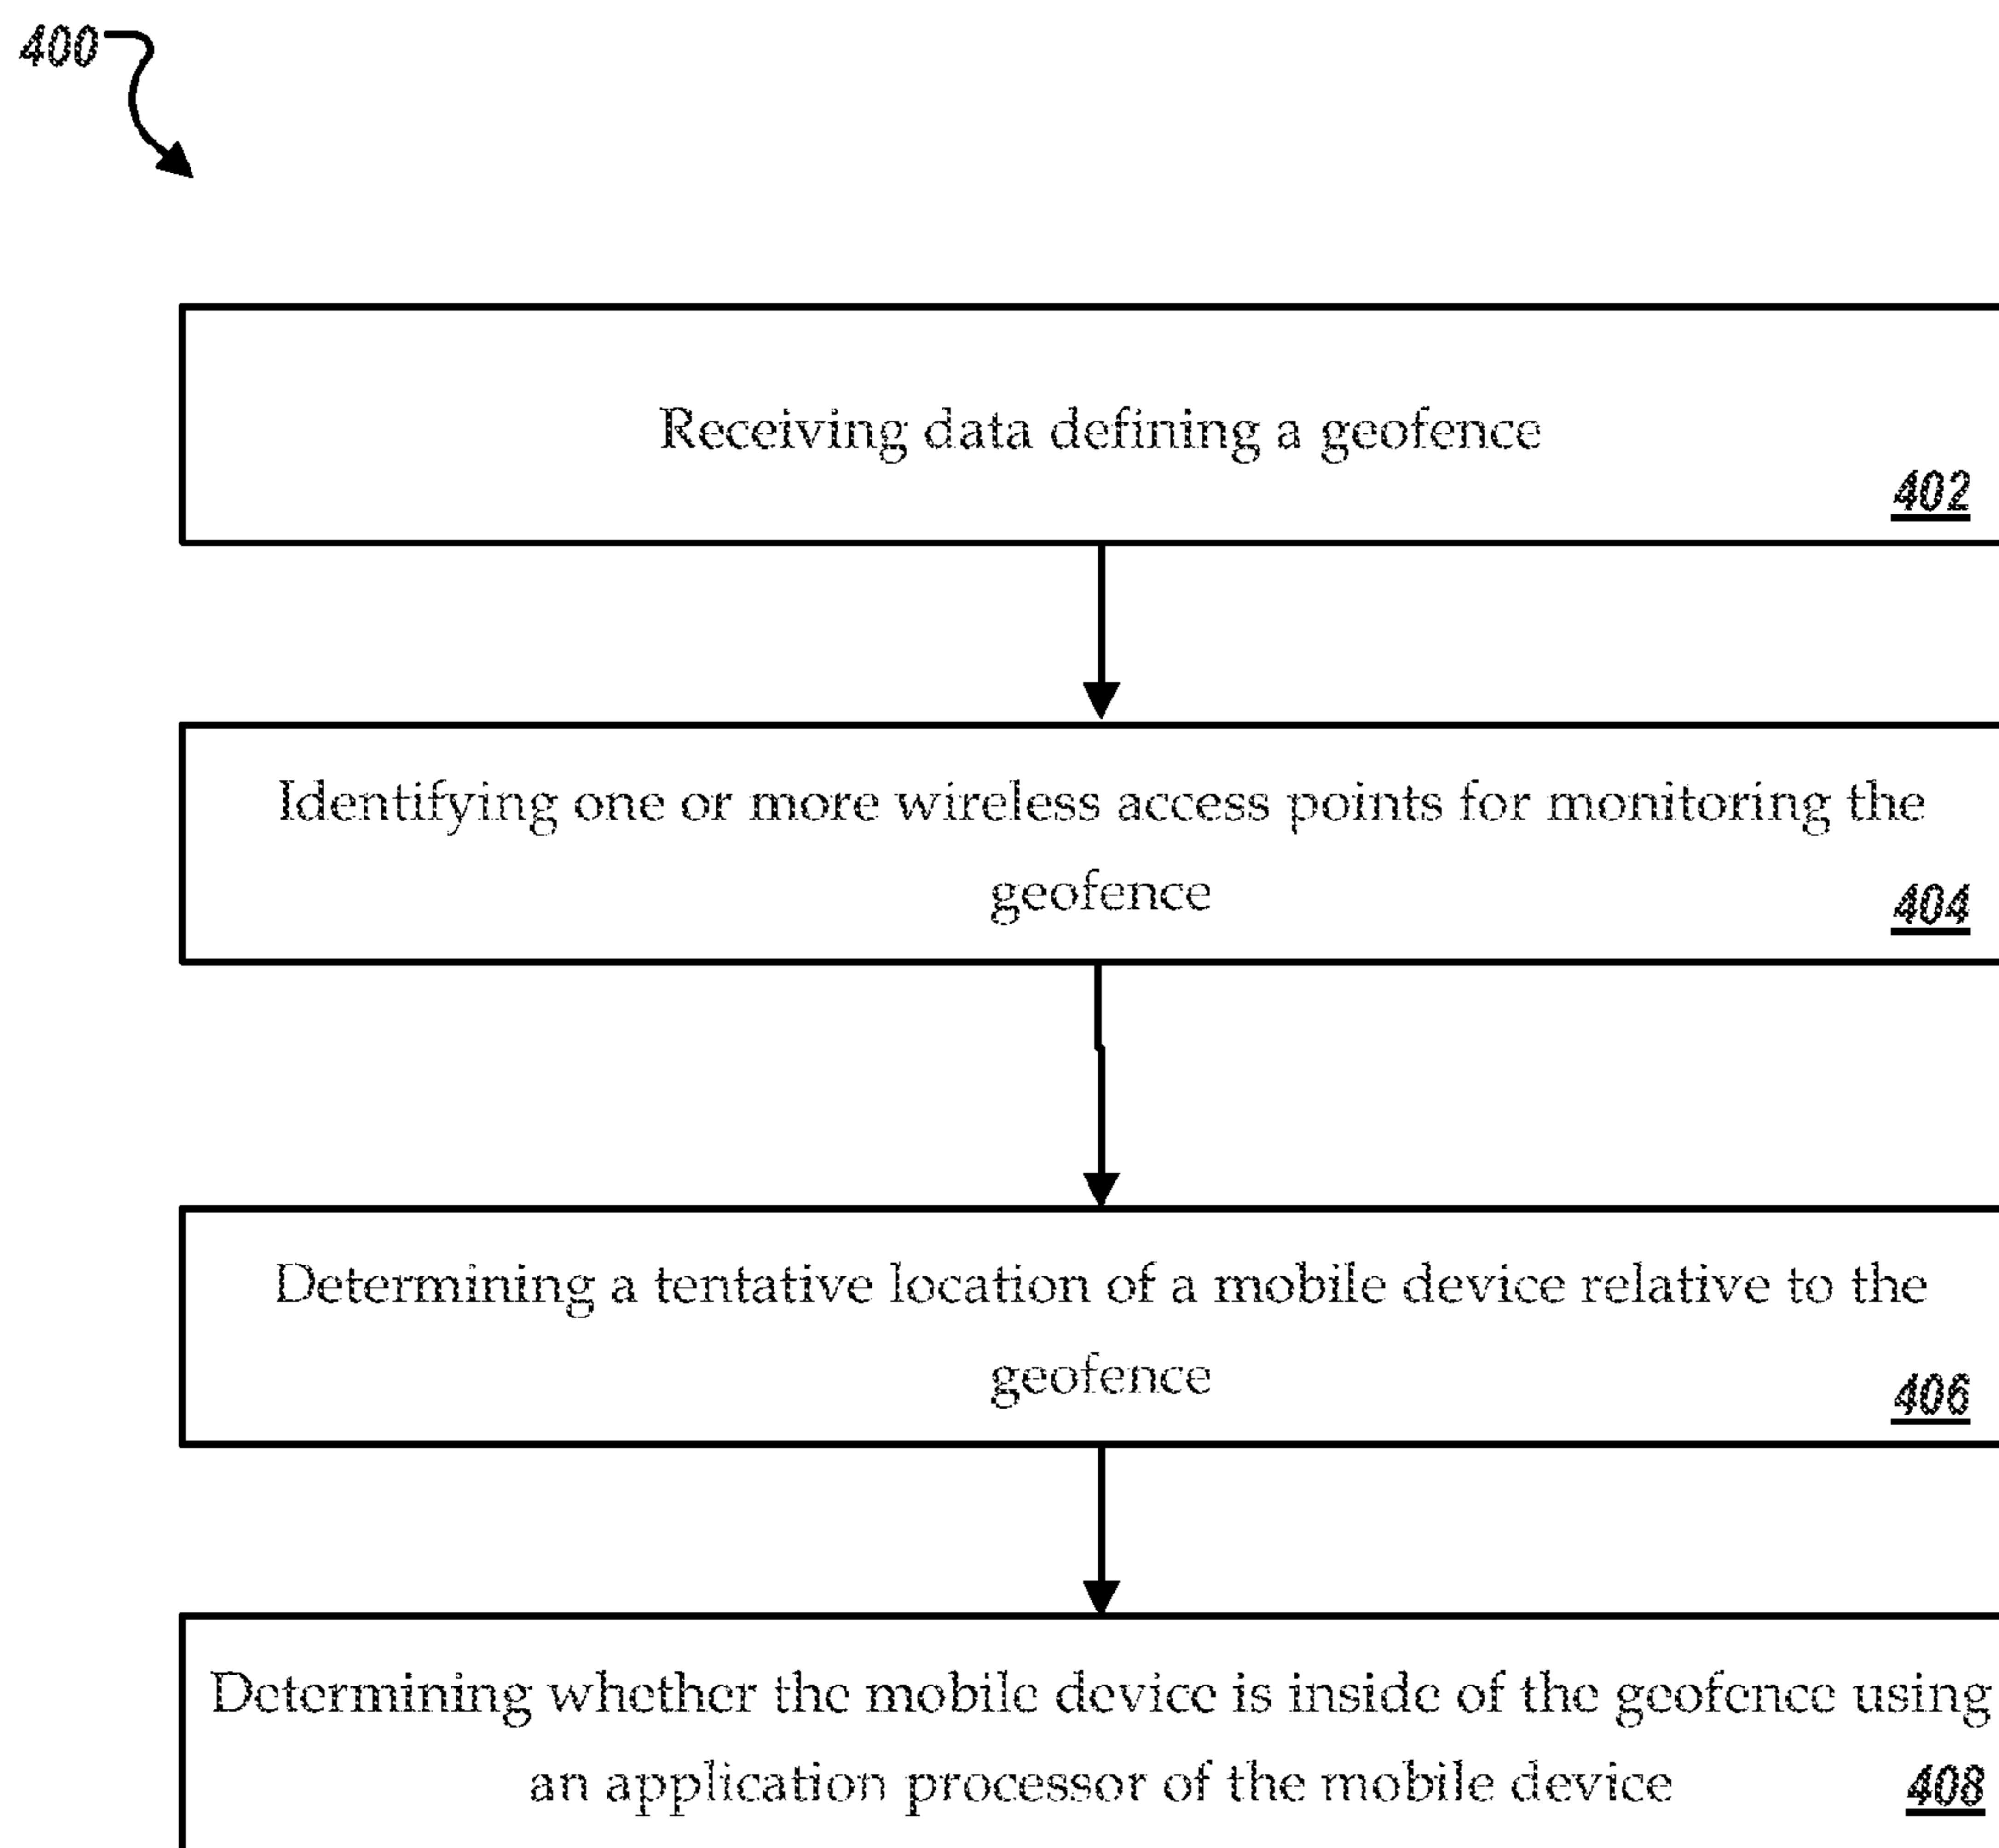 400
Receiving data defining a geofence
402
Identifying one or more wireless access points for monitoring the
geofence
404
Determining a tentative location of a mobile device relative to the
geofence
406
Determining whether the mobile device is inside of the geofence using
an application processor of the mobile device
408